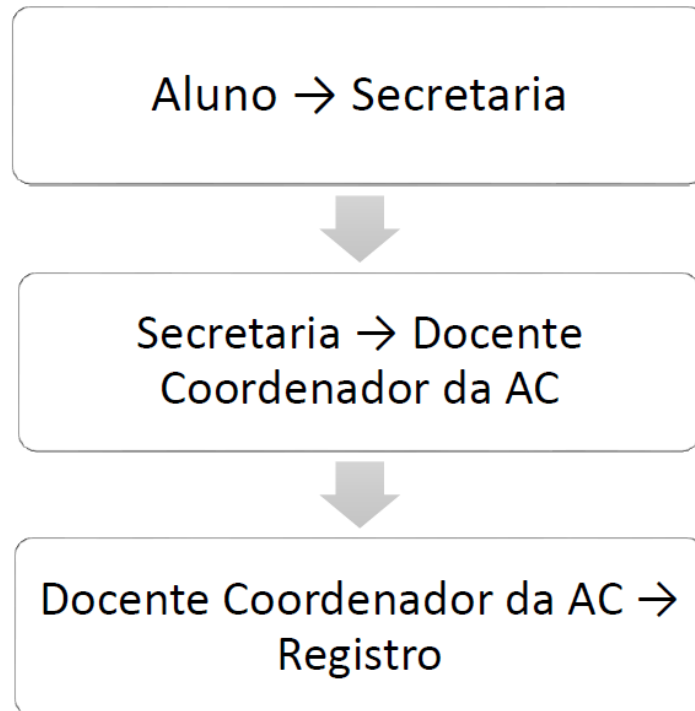 Aluno → Secretaria
Secretaria → Docente
Coordenador da AC
Docente Coordenador da AC →
Registro